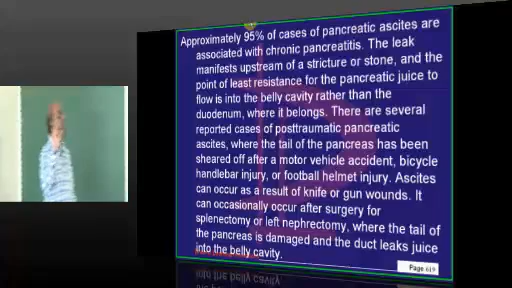 Approximately 95% of cases of pancreatic ascites are
associated with chronic pancreatitis. The leak
manifests upstream of a stricture or stone, and the
point of least resistance for the pancreatic juice to
flow is into the belly cavity rather than the
duodenum, where it belongs. There are several
reported cases of posttraumatic pancreatic
ascites, where the tail of the pancreas has been
sheared off after a motor vehicle accident, bicycle
handlebar injury, or football helmet injury. Ascites
can occur as a result of knife or gun wounds. It
can occasionally occur after surgery for
splenectomy or left nephrectomy, where the tail of
the pancreas is damaged and the duct leaks juice
into the belly cavity.
Page 619